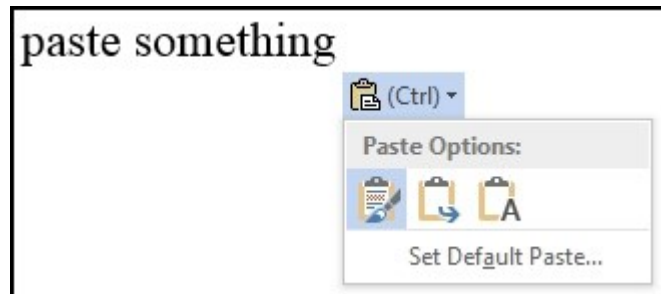 paste something
(Ctrl)
Paste Options:
A
Set Default Paste...